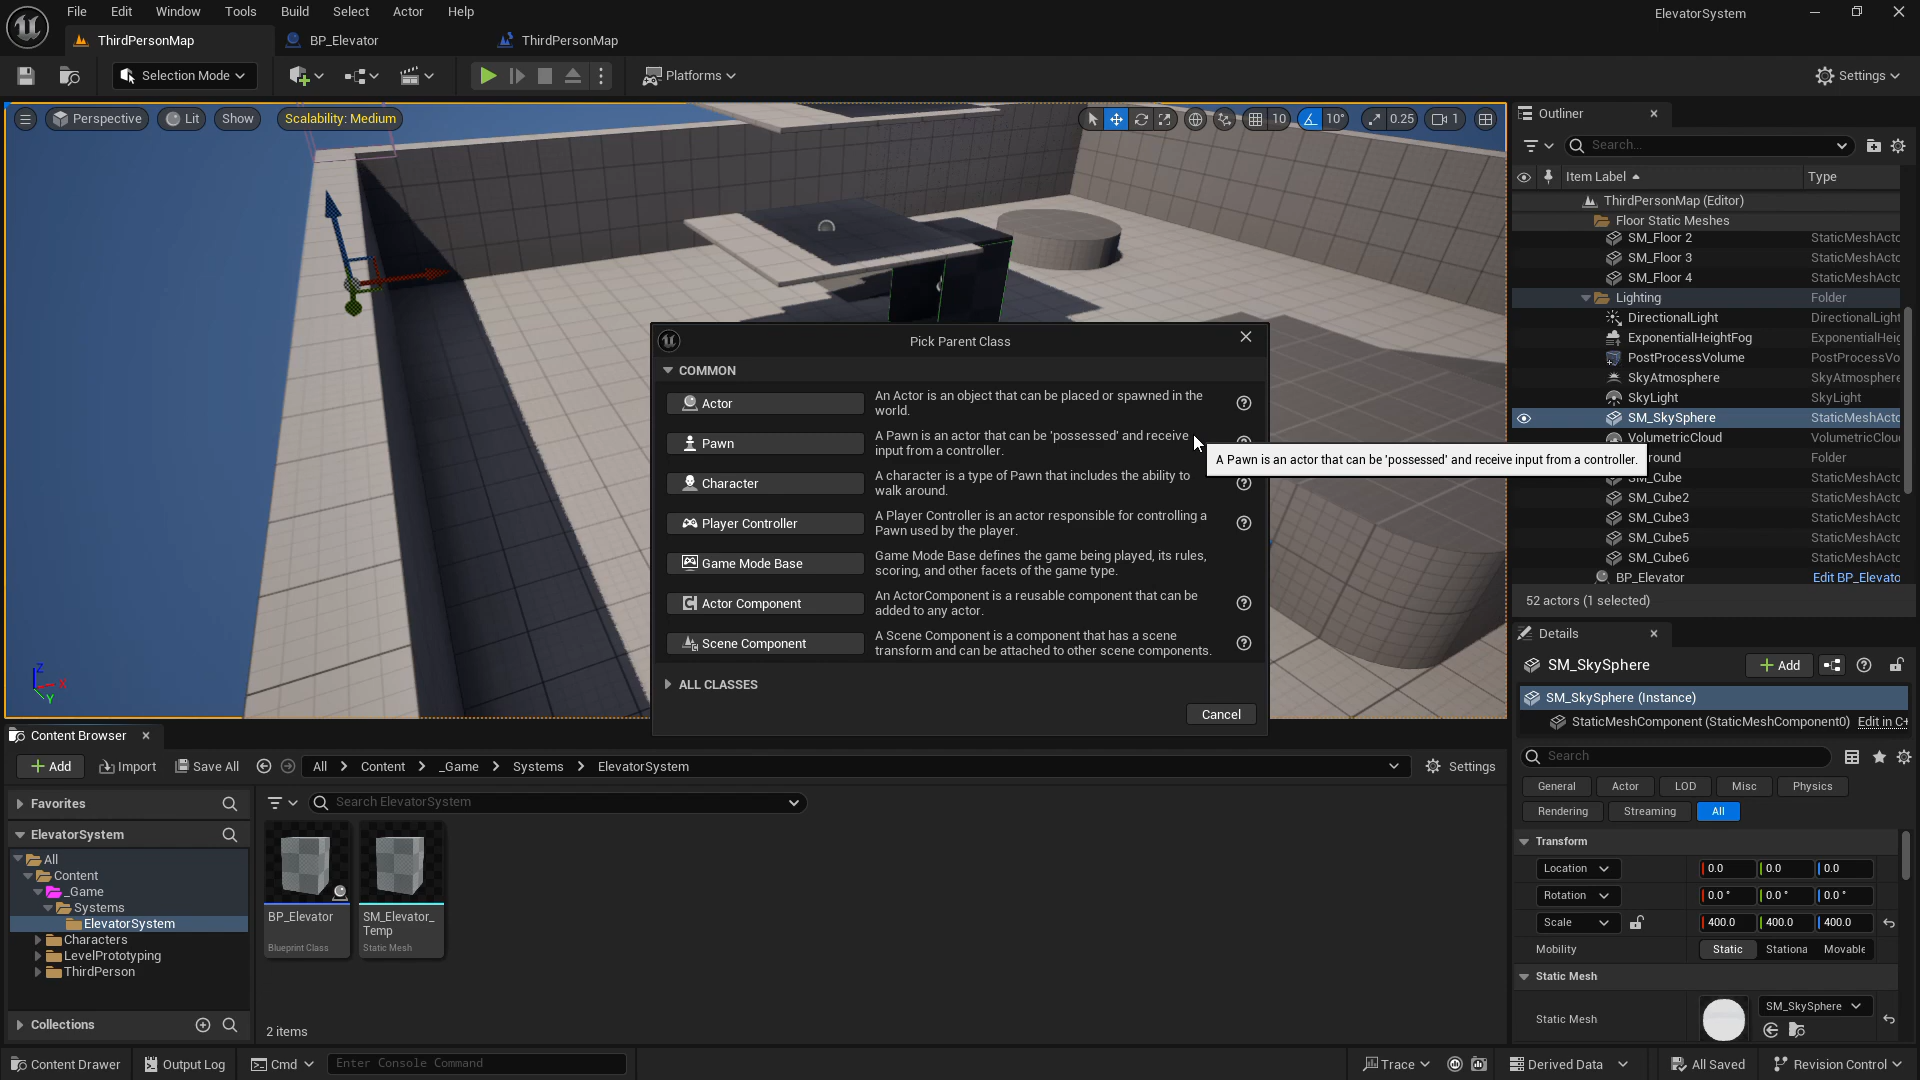 File Edit Window Tools Build Select Actor Help
ElevatorSystem
ThirdPersonMap
BP_Elevator
ThirdPersonMap
Selection Mode
Platforms
Settings
Perspective
Lit
Show
Scalability: Medium
10
10°
0.25
1
Outliner
Search...
Item Label
Type
ThirdPersonMap (Editor)
Floor Static Meshes
SM_Floor 2 StaticMeshActo
SM_Floor 3 StaticMeshActo
SM_Floor 4 StaticMeshActo
Lighting Folder
DirectionalLight DirectionalLight
ExponentialHeightFog ExponentialHeig
PostProcessVolume PostProcessVo
SkyAtmosphere SkyAtmosphere
SkyLight SkyLight
SM_SkySphere StaticMeshActo
VolumetricCloud VolumetricClou
round Folder
SM_Cube StaticMeshActo
SM_Cube2 StaticMeshActo
SM_Cube3 StaticMeshActo
SM_Cube5 StaticMeshActo
SM_Cube6 StaticMeshActo
BP_Elevator Edit BP_Elevato
52 actors (1 selected)
Pick Parent Class
COMMON
Actor
An Actor is an object that can be placed or spawned in the
world.
Pawn
A Pawn is an actor that can be 'possessed' and receive
input from a controller.
A Pawn is an actor that can be 'possessed' and receive input from a controller.
Character
A character is a type of Pawn that includes the ability to
walk around.
Player Controller
A Player Controller is an actor responsible for controlling a
Pawn used by the player.
Game Mode Base
Game Mode Base defines the game being played, its rules,
scoring, and other facets of the game type.
Actor Component
An ActorComponent is a reusable component that can be
added to any actor.
Scene Component
A Scene Component is a component that has a scene
transform and can be attached to other scene components.
ALL CLASSES
Cancel
Z
X
Y
Details
SM_SkySphere
Add
SM_SkySphere (Instance)
StaticMeshComponent (StaticMeshComponent0) Edit in C+
Search
General Actor LOD Misc Physics
Rendering Streaming All
Transform
Location 0.0 0.0 0.0
Rotation 0.0 ° 0.0 ° 0.0 °
Scale 400.0 400.0 400.0
Mobility Static Stationa Movable
Static Mesh
Static Mesh SM_SkySphere
Content Browser
Add Import Save All
All Content _Game Systems ElevatorSystem
Settings
Favorites
Search ElevatorSystem
ElevatorSystem
All
Content
_Game
Systems
ElevatorSystem
Characters
LevelPrototyping
ThirdPerson
Collections
BP_Elevator
Blueprint Class
SM_Elevator_
Temp
Static Mesh
2 items
Content Drawer
Output Log
Cmd
Enter Console Command
Trace
Derived Data
All Saved
Revision Control